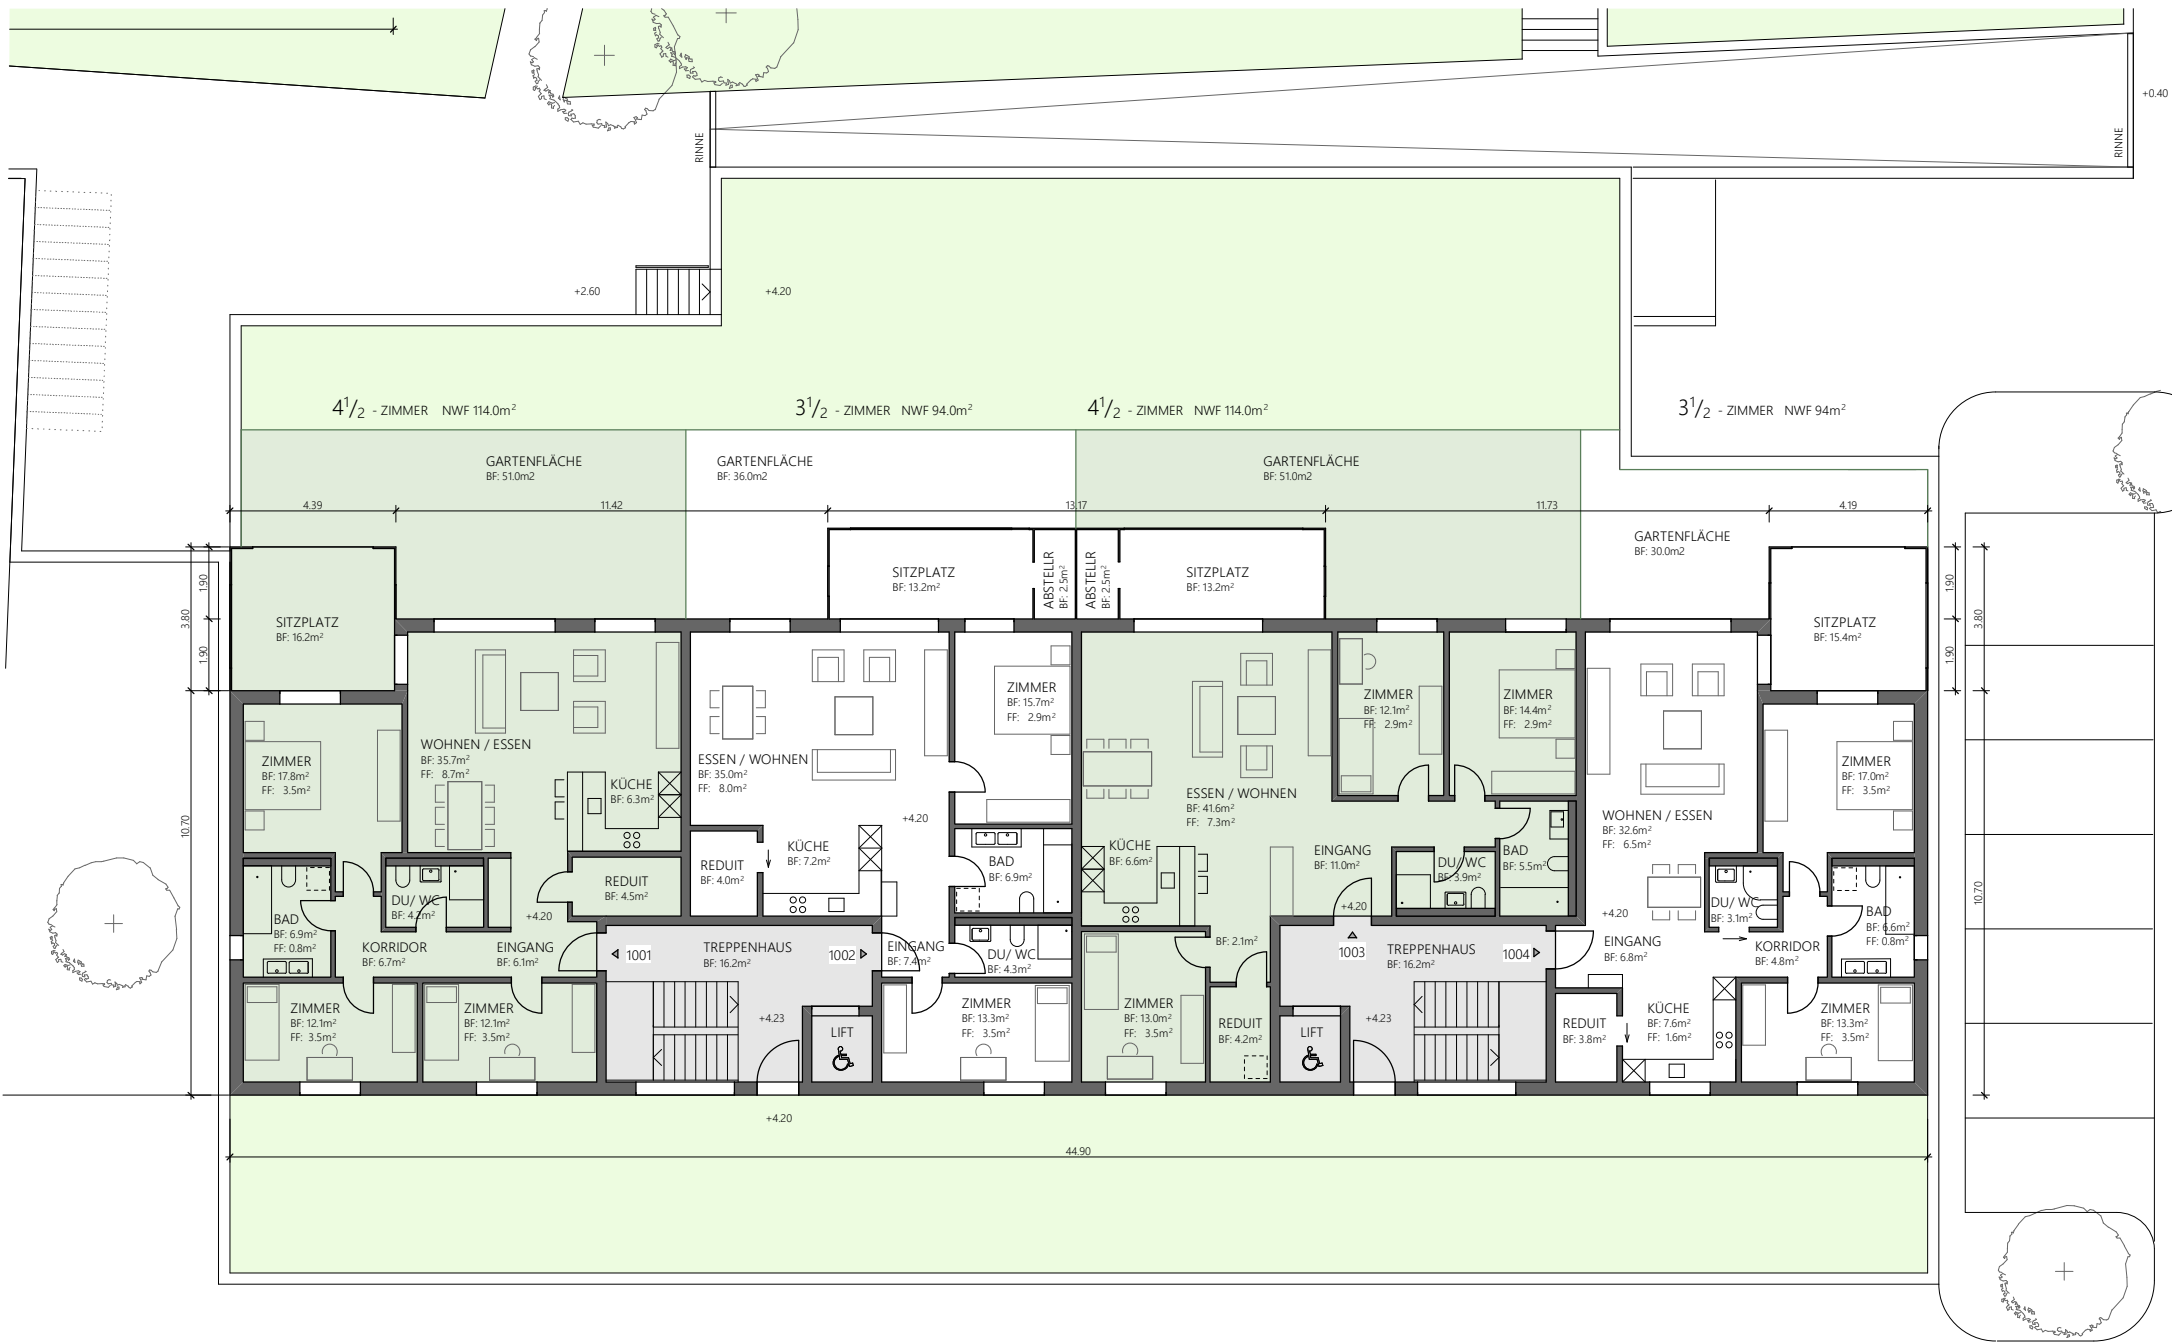 +0.40
RINNE
RINNE
+2.60
+4.20
4 1/2 - ZIMMER NWF 114.0m²
3 1/2 - ZIMMER NWF 94.0m²
4 1/2 - ZIMMER NWF 114.0m²
3 1/2 - ZIMMER NWF 94m²
GARTENFLÄCHE
BF: 51.0m2
GARTENFLÄCHE
BF: 36.0m2
GARTENFLÄCHE
BF: 51.0m2
GARTENFLÄCHE
BF: 30.0m2
4.39
11.42
13.17
11.73
4.19
1.90
3.80
1.90
10.70
1.90
3.80
1.90
10.70
SITZPLATZ
BF: 16.2m²
SITZPLATZ
BF: 13.2m²
ABSTELLR
BF: 2.5m²
ABSTELLR
BF: 2.5m²
SITZPLATZ
BF: 13.2m²
SITZPLATZ
BF: 15.4m²
ZIMMER
BF: 17.8m²
FF: 3.5m²
WOHNEN / ESSEN
BF: 35.7m²
FF: 8.7m²
KÜCHE
BF: 6.3m²
REDUIT
BF: 4.5m²
BAD
BF: 6.9m²
FF: 0.8m²
DU/ WC
BF: 4.2m²
+4.20
KORRIDOR
BF: 6.7m²
EINGANG
BF: 6.1m²
ZIMMER
BF: 12.1m²
FF: 3.5m²
ZIMMER
BF: 12.1m²
FF: 3.5m²
1001
TREPPENHAUS
BF: 16.2m²
1002
+4.23
LIFT
ESSEN / WOHNEN
BF: 35.0m²
FF: 8.0m²
ZIMMER
BF: 15.7m²
FF: 2.9m²
+4.20
REDUIT
BF: 4.0m²
KÜCHE
BF: 7.2m²
BAD
BF: 6.9m²
EINGANG
BF: 7.4m²
DU/ WC
BF: 4.3m²
ZIMMER
BF: 13.3m²
FF: 3.5m²
ESSEN / WOHNEN
BF: 41.6m²
FF: 7.3m²
ZIMMER
BF: 12.1m²
FF: 2.9m²
ZIMMER
BF: 14.4m²
FF: 2.9m²
KÜCHE
BF: 6.6m²
EINGANG
BF: 11.0m²
DU/ WC
BF: 3.9m²
BAD
BF: 5.5m²
+4.20
BF: 2.1m²
ZIMMER
BF: 13.0m²
FF: 3.5m²
REDUIT
BF: 4.2m²
1003
TREPPENHAUS
BF: 16.2m²
1004
LIFT
+4.23
WOHNEN / ESSEN
BF: 32.6m²
FF: 6.5m²
ZIMMER
BF: 17.0m²
FF: 3.5m²
DU/ WC
BF: 3.1m²
BAD
BF: 6.6m²
FF: 0.8m²
+4.20
EINGANG
BF: 6.8m²
KORRIDOR
BF: 4.8m²
REDUIT
BF: 3.8m²
KÜCHE
BF: 7.6m²
FF: 1.6m²
ZIMMER
BF: 13.3m²
FF: 3.5m²
+4.20
44.90